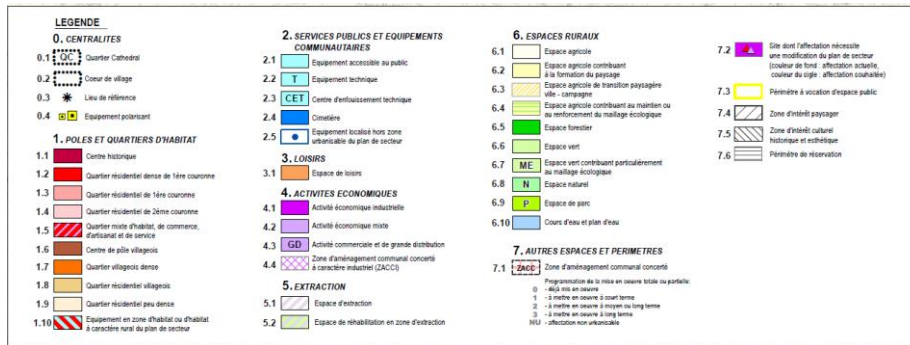 LEGENDE
0. CENTRALITES
0.1 QC Quartier Cathedral
0.2 Coeur de village
0.3 Lieu de référence
0.4 Equipement polarisant
1. POLES ET QUARTIERS D'HABITAT
1.1 Centre historique
1.2 Quartier résidentiel dense de 1ére couronne
1.3 Quartier résidentiel de 1ére couronne
1.4 Quartier résidentiel de 2ème couronne
1.5 Quartier mixte d'habitat, de commerce,
d'artisanat et de service
1.6 Centre de pôle villageois
1.7 Quartier villageois dense
1.8 Quartier residentiel villageois
1.9 Quartier residentiel peu dense
1.10 Equipement en zone d'habitat ou d'habitat
à caractère rural du plan de secteur
2. SERVICES PUBLICS ET EQUIPEMENTS
COMMUNAUTAIRES
2.1 Equipement accessible au public
2.2 T Equipement technique
2.3 CET Centre d'enfouissement technique
2.4 Cimetière
2.5 Equipement localisé hors zone
urbanisable du plan de secteur
3. LOISIRS
3.1 Espace de loisirs
4. ACTIVITES ECONOMIQUES
4.1 Activité économique industrielle
4.2 Activité économique mixte
4.3 GD Activité commerciale et de grande distribution
4.4 Zone d'aménagement communal concerté
à caractère industriel (ZACCI)
5. EXTRACTION
5.1 Espace d'extraction
5.2 Espace de réhabilitation en zone d'extraction
6. ESPACES RURAUX
6.1 Espace agricole
6.2 Espace agricole contribuant
à la formation du paysage
6.3 Espace agricole de transition paysagère
ville - campagne
6.4 Espace agricole contribuant au maintien ou
au renforcement du maillage écologique
6.5 Espace forestier
6.6 Espace vert
6.7 ME Espace vert contribuant particulièrement
au maillage écologique
6.8 N Espace naturel
6.9 P Espace de parc
6.10 Cours d'eau et plan d'eau
7. AUTRES ESPACES ET PERIMETRES
7.1 ZACC Zone d'aménagement communal concerté
Programmation de la mise en oeuvre totale ou partielle:
0 - déjà mis en oeuvre
1 - à mettre en oeuvre à court terme
2 - à mettre en oeuvre à moyen ou long terme
3 - à mettre en oeuvre à long terme
NU - affectation non urbanisable
7.2 Site dont l'affectation nécessite
une modification du plan de secteur
(couleur de fond : affectation actuelle,
couleur du sigle : affectation souhaitée)
7.3 Périmètre à vocation d'espace public
7.4 Zone d'intérêt paysager
7.5 Zone d'intérêt culturel
historique et esthétique
7.6 Périmètre de réservation